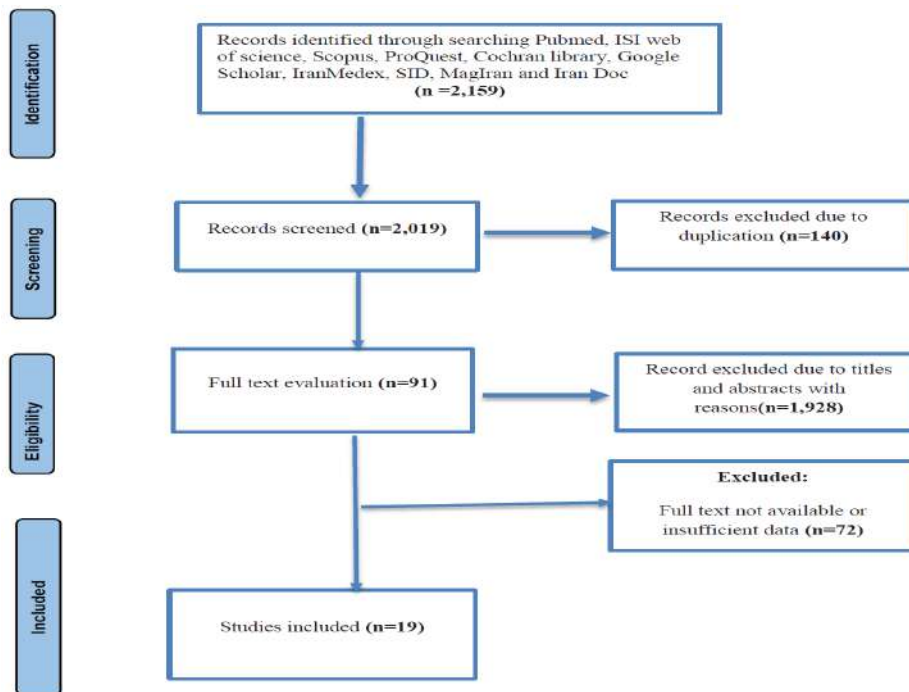 Identification
Records identified through searching Pubmed, ISI web
of science, Scopus, ProQuest, Cochran library, Google
Scholar, IranMedex, SID, MagIran and Iran Doc
(n =2,159)
Screening
Records screened (n=2,019)
Records excluded due to
duplication (n=140)
Eligibility
Full text evaluation (n=91)
Record excluded due to titles
and abstracts with
reasons(n=1,928)
Excluded:
Full text not available or
insufficient data (n=72)
Included
Studies included (n=19)